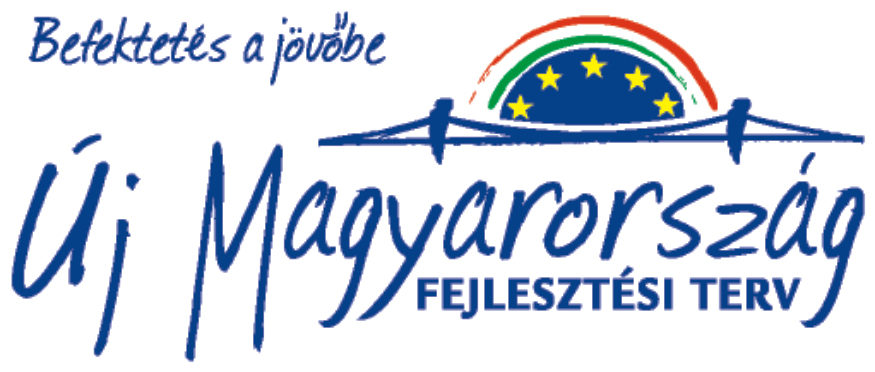 Befektetés a jövőbe
Új Magyarország
FEJLESZTÉSI TERV